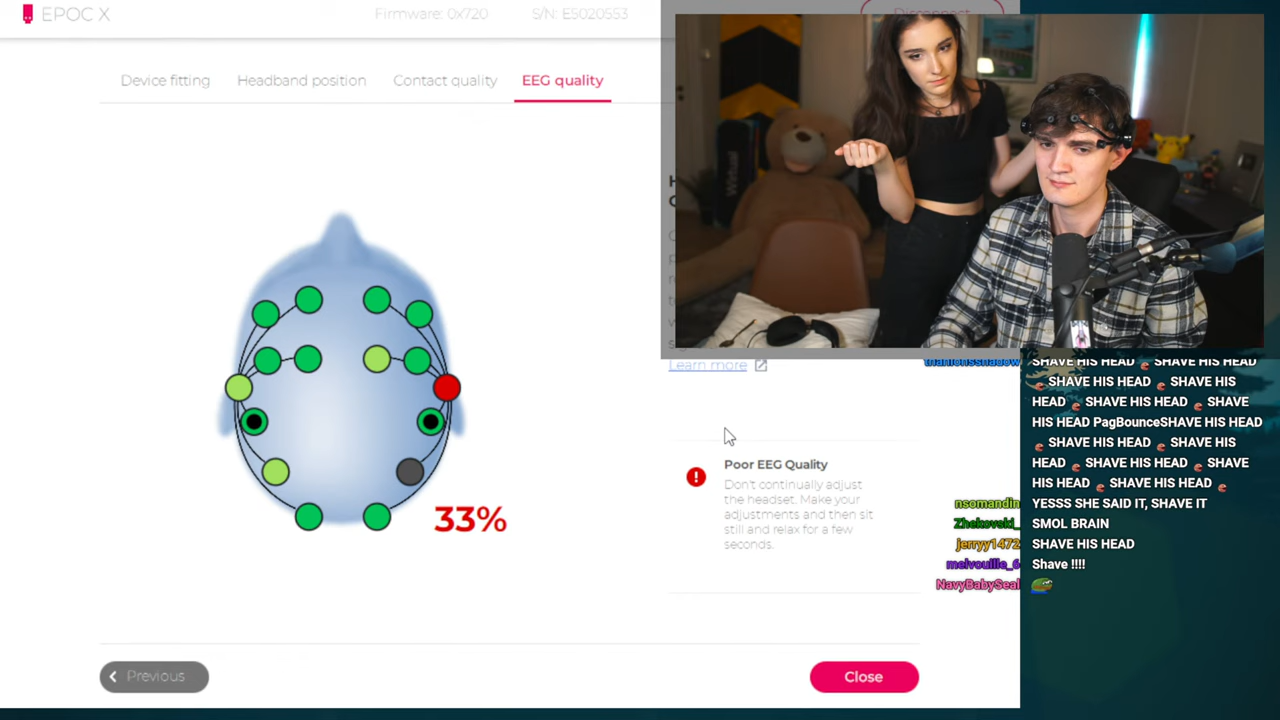 EPOC X
Firmware: 0x720
S/N: E5020553
Disconnect
Device fitting
Headband position
Contact quality
EEG quality
Virtual
Learn more
33%
Poor EEG Quality
Don't continually adjust
the headset. Make your
adjustments and then sit
still and relax for a few
seconds.
Previous
Close
SHAVE HIS HEAD SHAVE HIS HEAD
SHAVE HIS HEAD SHAVE HIS
HEAD SHAVE HIS HEAD SHAVE
HIS HEAD PagBounceSHAVE HIS HEAD
SHAVE HIS HEAD SHAVE HIS
HEAD SHAVE HIS HEAD SHAVE
HIS HEAD SHAVE HIS HEAD
nsomandin YESSS SHE SAID IT, SHAVE IT
Zhekovski_ SMOL BRAIN
jerryy1472 SHAVE HIS HEAD
Shave !!!!
NavyBabySeal